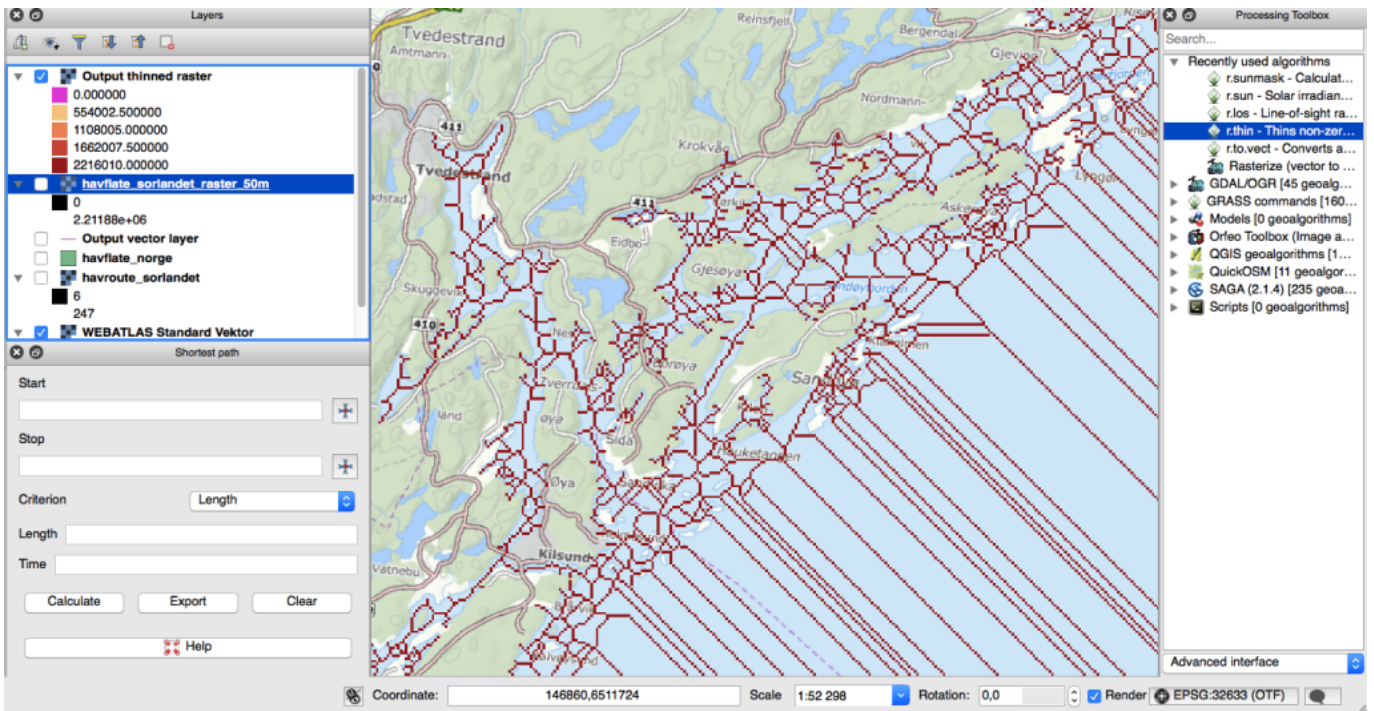 Layers
Output thinned raster
0.000000
554002.500000
1108005.000000
1662007.500000
2216010.000000
havflate_sorlandet_raster_50m
0
2.21188e+06
Output vector layer
havflate_norge
havroute_sorlandet
6
247
WEBATLAS Standard Vektor
Shortest path
Start
Stop
Criterion
Length
Length
Time
Calculate
Export
Clear
Help
Tvedestrand
Amtmann-
Reinsfjell
Bergendal
Gjeving
Nordmann-
411
Krokvåg
Tvedestrand
Lyngør
411
Eidbo
Gjesøya
Skuggevik
410
Sandøyfjorden
Klåholmen
Borøya
Tverrdals-
øya
land
Sida
Hauketangen
Øya
Kilsund
Vatnebu
Processing Toolbox
Search...
Recently used algorithms
r.sunmask - Calculat...
r.sun - Solar irradian...
r.los - Line-of-sight ra...
r.thin - Thins non-zer...
r.to.vect - Converts a...
Rasterize (vector to ...
GDAL/OGR [45 geoalg...
GRASS commands [160...
Models [0 geoalgorithms]
Orfeo Toolbox (Image a...
QGIS geoalgorithms [1...
QuickOSM [11 geoalgor...
SAGA (2.1.4) [235 geoa...
Scripts [0 geoalgorithms]
Advanced interface
Coordinate:
146860,6511724
Scale
1:52 298
Rotation:
0,0
Render
EPSG:32633 (OTF)